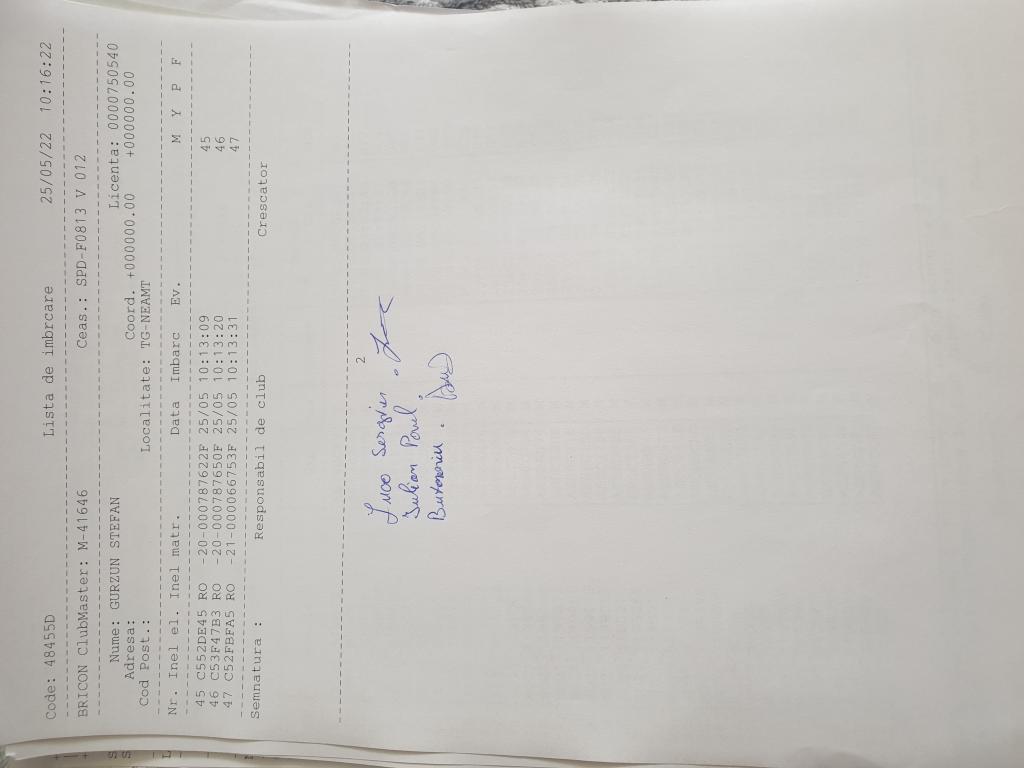 Code: 48455D Lista de imbrcare 25/05/22 10:16:22
BRICON ClubMaster: M-41646 Ceas.: SPD-F0813 V 012
Nume: GURZUN STEFAN Licenta: 0000750540
Adresa: Coord. +000000.00 +000000.00
Cod Post.: Localitate: TG-NEAMT
Nr. Inel el. Inel matr. Data Imbarc Ev. M Y P F
45 C552DE45 RO -20-000787622F 25/05 10:13:09 45
46 C53F47B3 RO -20-000787650F 25/05 10:13:20 46
47 C52FBFA5 RO -21-000066753F 25/05 10:13:31 47
Semnatura : Responsabil de club Crescator
2
Iulian Pavel.